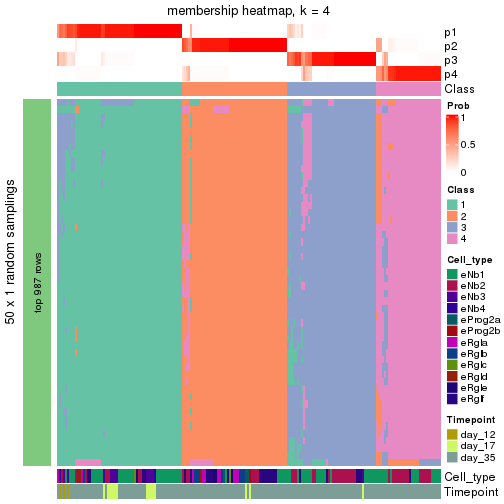 membership heatmap, k = 4
p1
p2
p3
p4
Class
50 x 1 random samplings
top 987 rows
Prob
1
0.5
0
Class
1
2
3
4
Cell_type
eNb1
eNb2
eNb3
eNb4
eProg2a
eProg2b
eRgla
eRglb
eRglc
eRgld
eRgle
eRglf
Timepoint
day_12
day_17
day_35
Cell_type
Timepoint